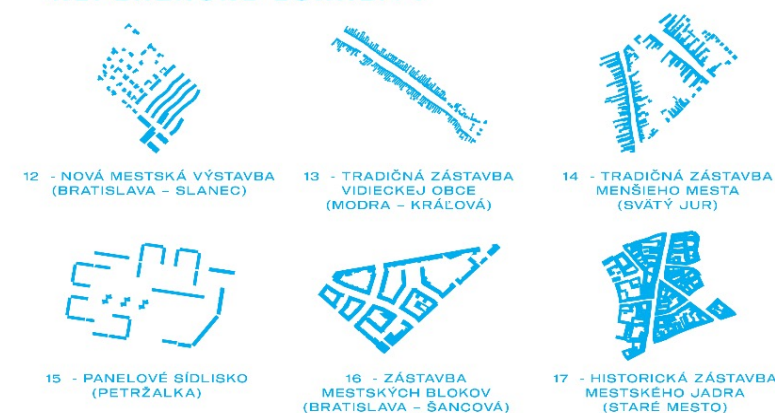 12 - NOVÁ MESTSKÁ VÝSTAVBA
(BRATISLAVA – SLANEC)
13 - TRADIČNÁ ZÁSTAVBA
VIDIECKEJ OBCE
(MODRA – KRÁĽOVÁ)
14 - TRADIČNÁ ZÁSTAVBA
MENŠIEHO MESTA
(SVÄTÝ JUR)
15 - PANELOVÉ SÍDLISKO
(PETRŽALKA)
16 - ZÁSTAVBA
MESTSKÝCH BLOKOV
(BRATISLAVA – ŠANCOVÁ)
17 - HISTORICKÁ ZÁSTAVBA
MESTSKÉHO JADRA
(STARÉ MESTO)